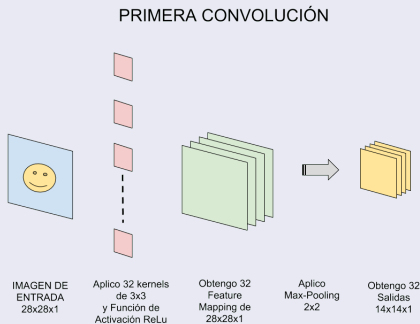 PRIMERA CONVOLUCIÓN
IMAGEN DE
ENTRADA
28x28x1
Aplico 32 kernels
de 3x3
y Función de
Activación ReLu
Obtengo 32
Feature
Mapping de
28x28x1
Aplico
Max-Pooling
2x2
Obtengo 32
Salidas
14x14x1